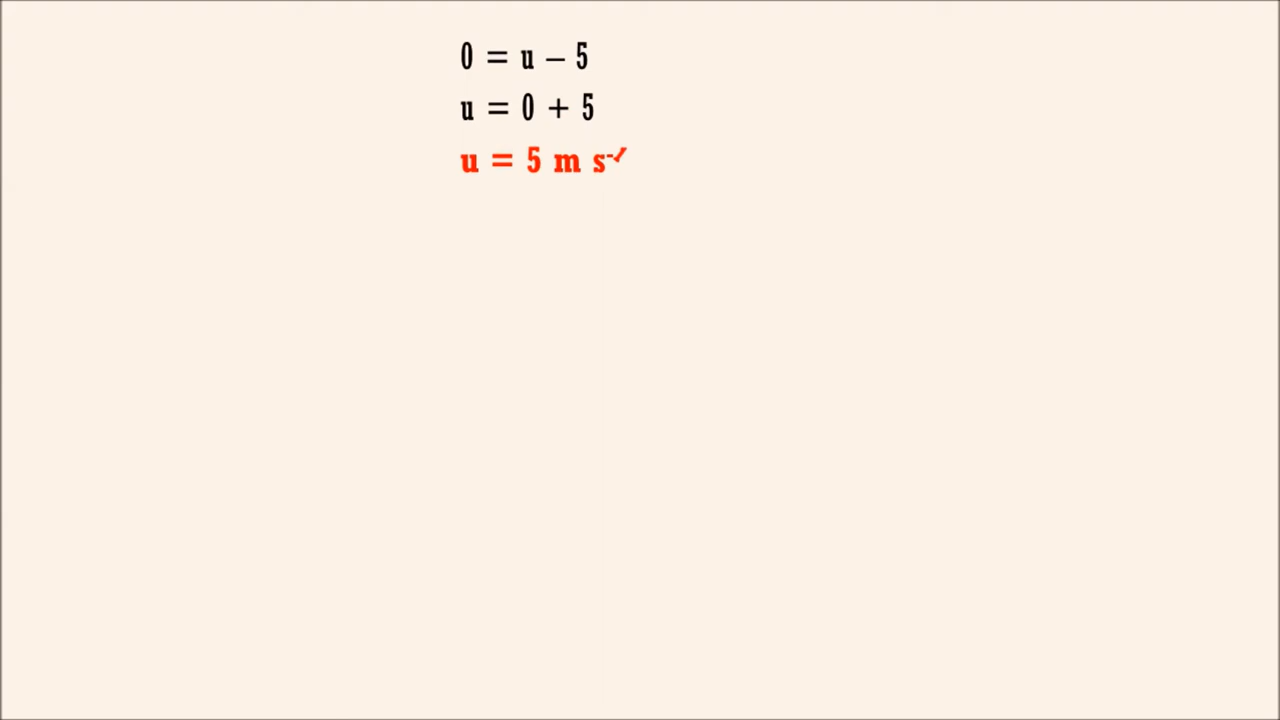 0 = u – 5
u = 0 + 5
u = 5 m s⁻